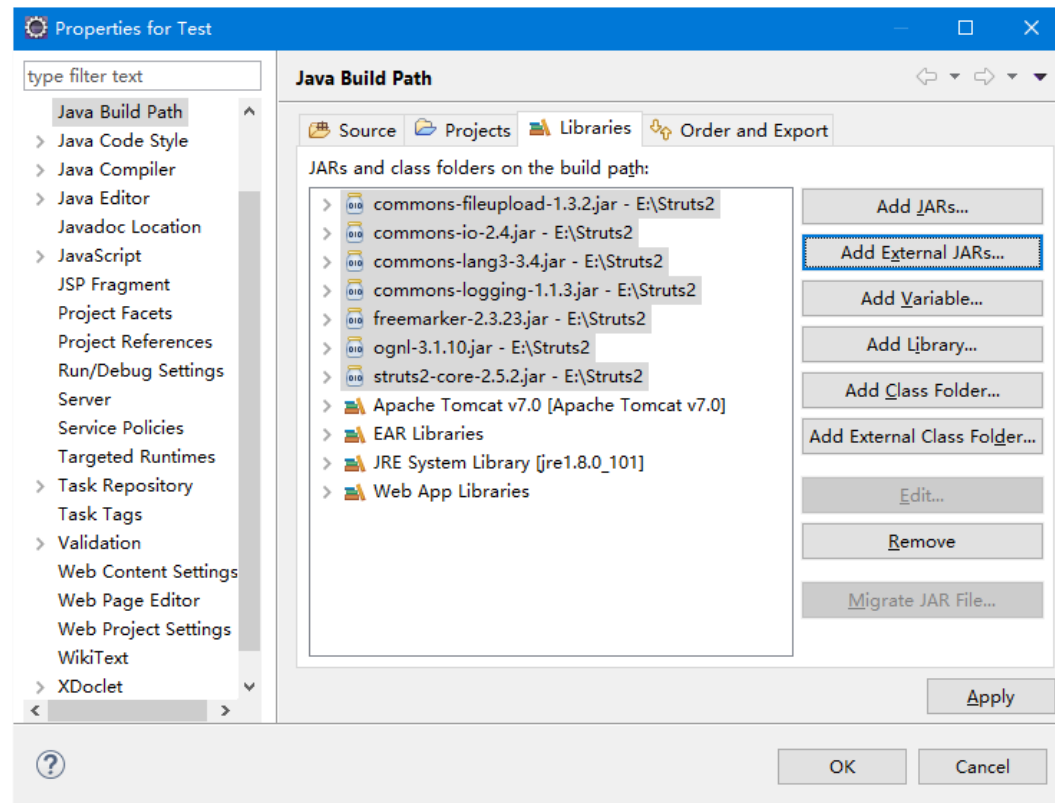 Properties for Test
type filter text
Java Build Path
Java Code Style
Java Compiler
Java Editor
Javadoc Location
JavaScript
JSP Fragment
Project Facets
Project References
Run/Debug Settings
Server
Service Policies
Targeted Runtimes
Task Repository
Task Tags
Validation
Web Content Settings
Web Page Editor
Web Project Settings
WikiText
XDoclet
Java Build Path
Source
Projects
Libraries
Order and Export
JARs and class folders on the build path:
commons-fileupload-1.3.2.jar - E:\Struts2
commons-io-2.4.jar - E:\Struts2
commons-lang3-3.4.jar - E:\Struts2
commons-logging-1.1.3.jar - E:\Struts2
freemarker-2.3.23.jar - E:\Struts2
ognl-3.1.10.jar - E:\Struts2
struts2-core-2.5.2.jar - E:\Struts2
Apache Tomcat v7.0 [Apache Tomcat v7.0]
EAR Libraries
JRE System Library [jre1.8.0_101]
Web App Libraries
Add JARs...
Add External JARs...
Add Variable...
Add Library...
Add Class Folder...
Add External Class Folder...
Edit...
Remove
Migrate JAR File...
Apply
OK
Cancel